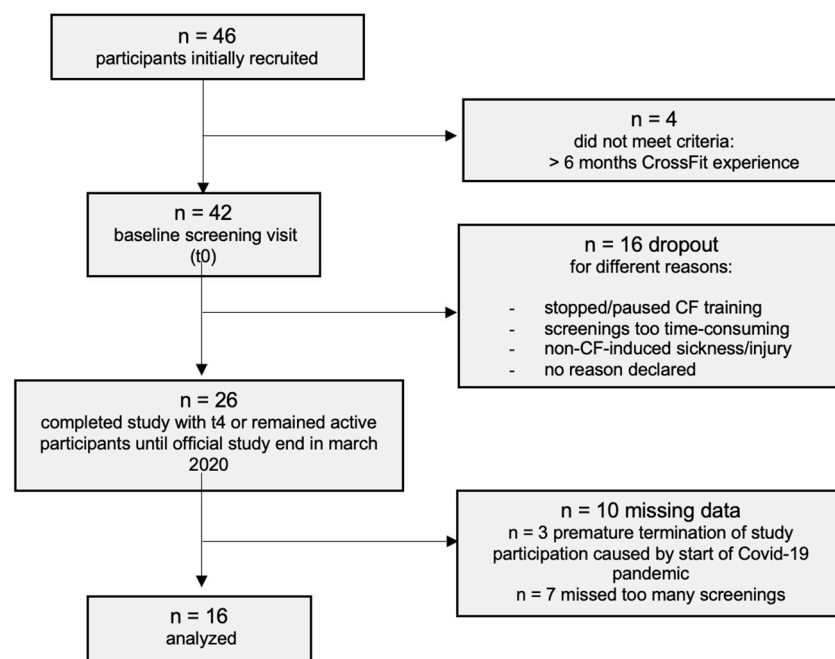 n = 46
participants initially recruited
n = 4
did not meet criteria:
> 6 months CrossFit experience
n = 42
baseline screening visit
(t0)
n = 16 dropout
for different reasons:
- stopped/paused CF training
- screenings too time-consuming
- non-CF-induced sickness/injury
- no reason declared
n = 26
completed study with t4 or remained active
participants until official study end in march
2020
n = 10 missing data
n = 3 premature termination of study
participation caused by start of Covid-19
pandemic
n = 7 missed too many screenings
n = 16
analyzed